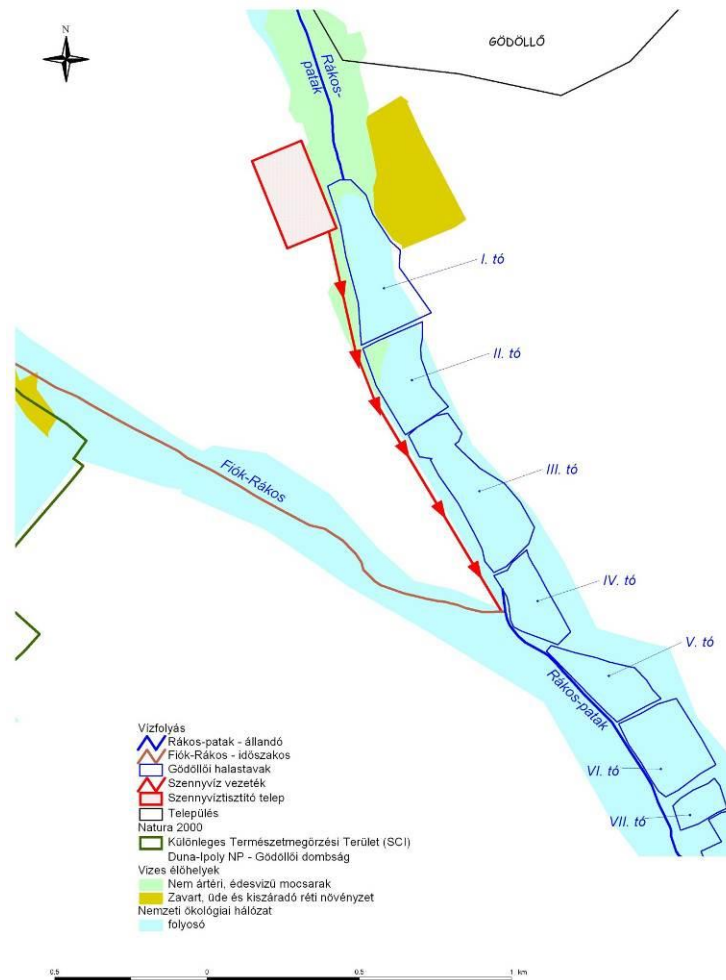 N
GÖDÖLLŐ
Rákos-
patak
I. tó
II. tó
III. tó
Fiók-Rákos
IV. tó
V. tó
Rákos-patak
VI. tó
VII. tó
Vízfolyás
Rákos-patak - állandó
Fiók-Rákos - időszakos
Gödöllői halastavak
Szennyvíz vezeték
Szennyvíztisztító telep
Település
Natura 2000
Különleges Természetmegőrzési Terület (SCI)
Duna-Ipoly NP - Gödöllői dombság
Vizes élőhelyek
Nem ártéri, édesvizű mocsarak
Zavart, üde és kiszáradó réti növényzet
Nemzeti ökológiai hálózat
folyosó
0.5 0 0.5 1 km